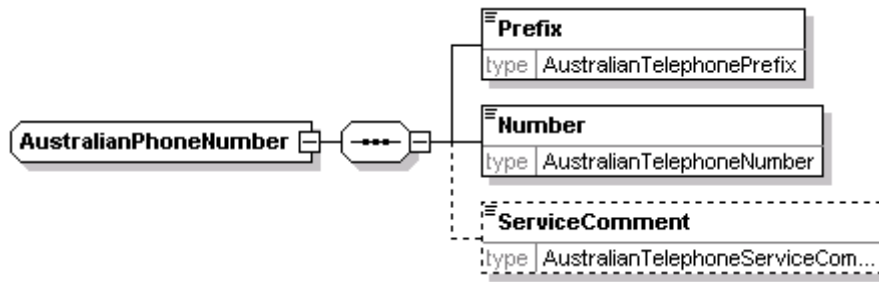 Prefix
type AustralianTelephonePrefix
AustralianPhoneNumber
Number
type AustralianTelephoneNumber
ServiceComment
type AustralianTelephoneServiceCom...